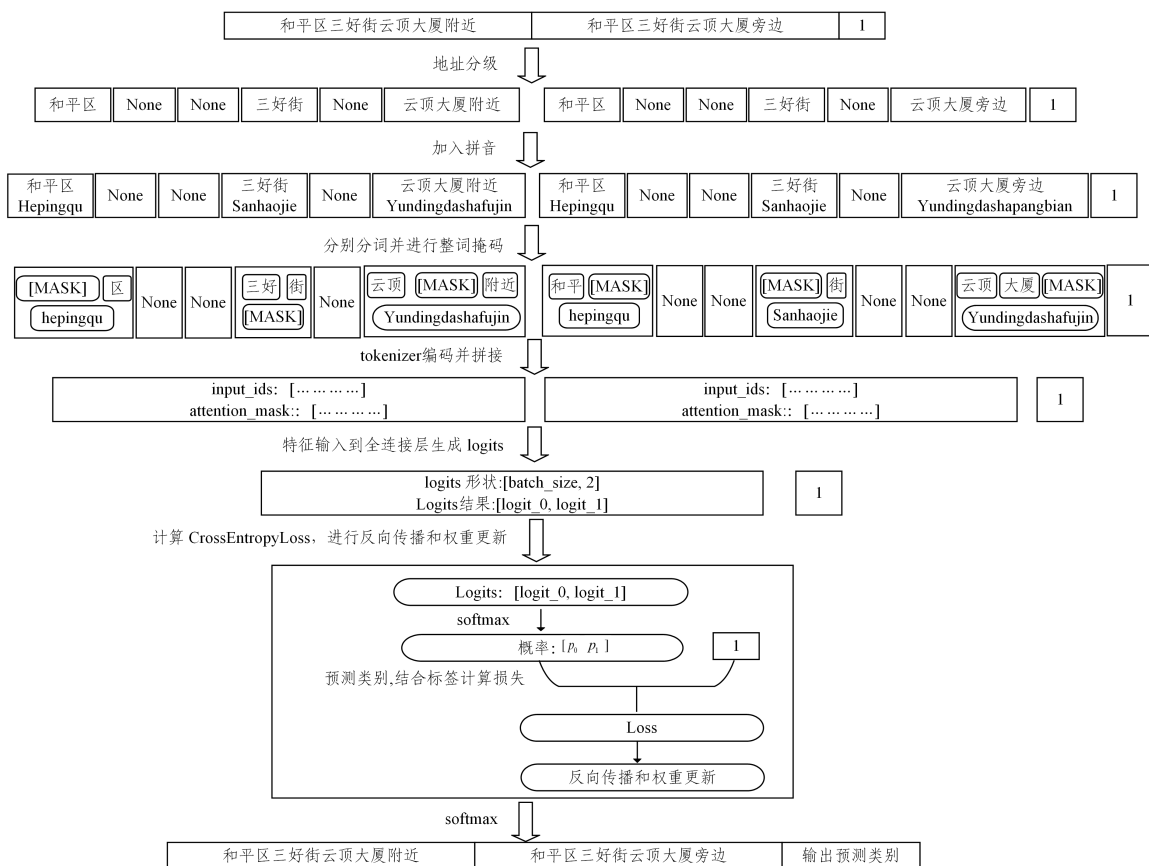 和平区三好街云顶大厦附近 和平区三好街云顶大厦旁边 1
地址分级
和平区 None None 三好街 None 云顶大厦附近 和平区 None None 三好街 None 云顶大厦旁边 1
加入拼音
和平区 None None 三好街 None 云顶大厦附近 和平区 None None 三好街 None 云顶大厦旁边 1
Hepingqu Sanhaojie Yundingdashafujin Hepingqu Sanhaojie Yundingdashapangbian
分别分词并进行整词掩码
[MASK] 区 None None 三好 街 None 云顶 [MASK] 附近 和平 [MASK] None None [MASK] 街 None None 云顶 大厦 [MASK] 1
hepingqu [MASK] Yundingdashafujin hepingqu Sanhaojie Yundingdashafujin
tokenizer编码并拼接
input_ids: […………] input_ids: […………] 1
attention_mask:: […………] attention_mask:: […………]
特征输入到全连接层生成 logits
logits 形状:[batch_size, 2] 1
Logits结果:[logit_0, logit_1]
计算 CrossEntropyLoss，进行反向传播和权重更新
Logits: [logit_0, logit_1]
softmax
概率: [p₀ p₁] 1
预测类别,结合标签计算损失
Loss
反向传播和权重更新
softmax
和平区三好街云顶大厦附近 和平区三好街云顶大厦旁边 输出预测类别